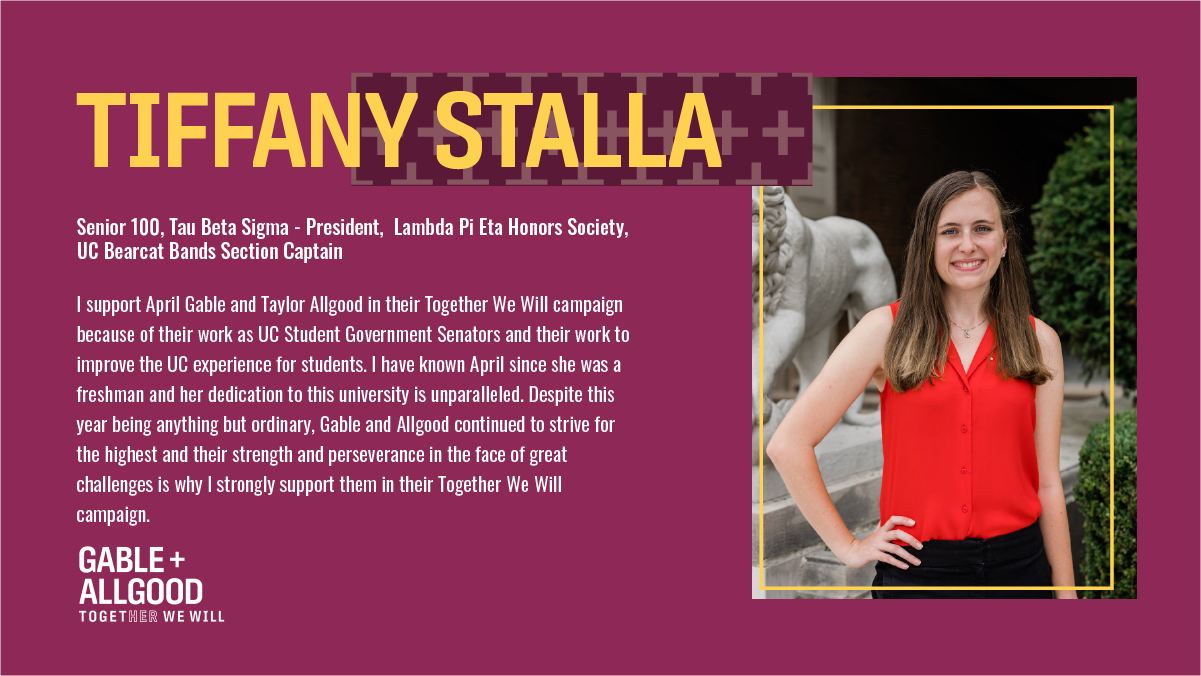 TIFFANY STALLA
Senior 100, Tau Beta Sigma - President,  Lambda Pi Eta Honors Society,
UC Bearcat Bands Section Captain
I support April Gable and Taylor Allgood in their Together We Will campaign
because of their work as UC Student Government Senators and their work to
improve the UC experience for students. I have known April since she was a
freshman and her dedication to this university is unparalleled. Despite this
year being anything but ordinary, Gable and Allgood continued to strive for
the highest and their strength and perseverance in the face of great
challenges is why I strongly support them in their Together We Will
campaign.
GABLE +
ALLGOOD
TOGETHER WE WILL